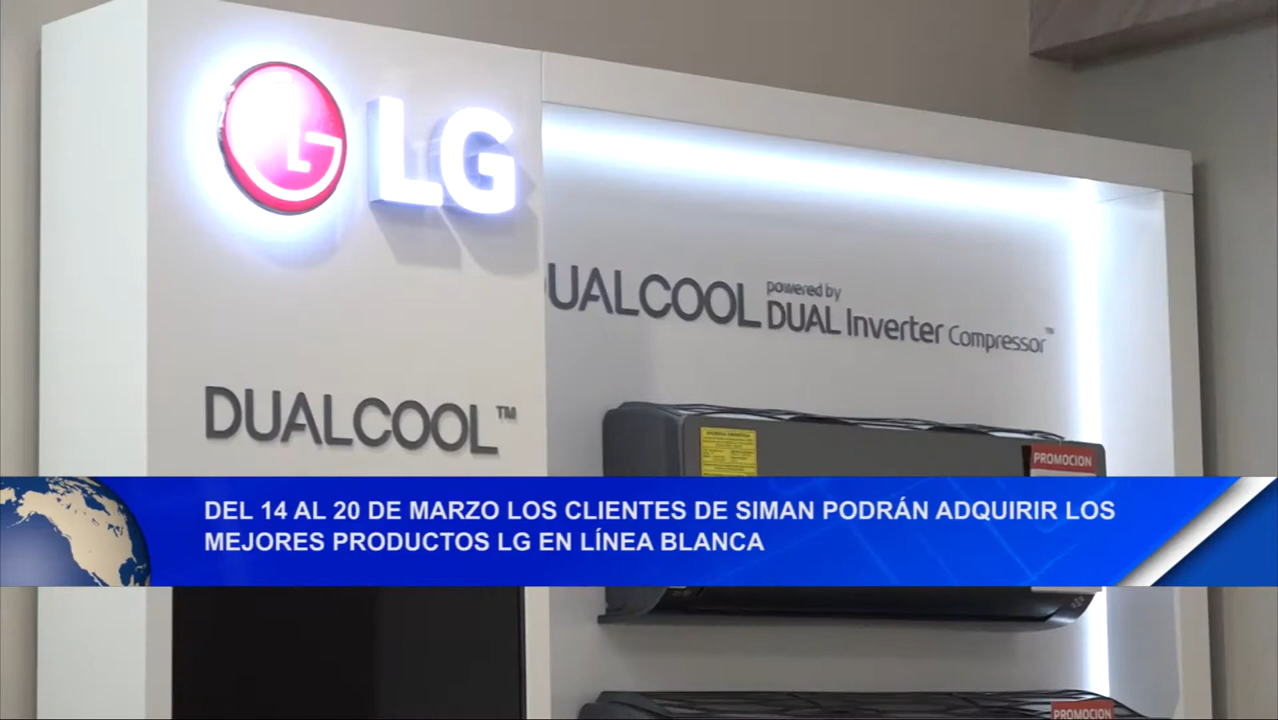 LG
UALCOOL powered by DUAL Inverter Compressor™
DUALCOOL™
PROMOCION
DEL 14 AL 20 DE MARZO LOS CLIENTES DE SIMAN PODRÁN ADQUIRIR LOS
MEJORES PRODUCTOS LG EN LÍNEA BLANCA
PROMOCION